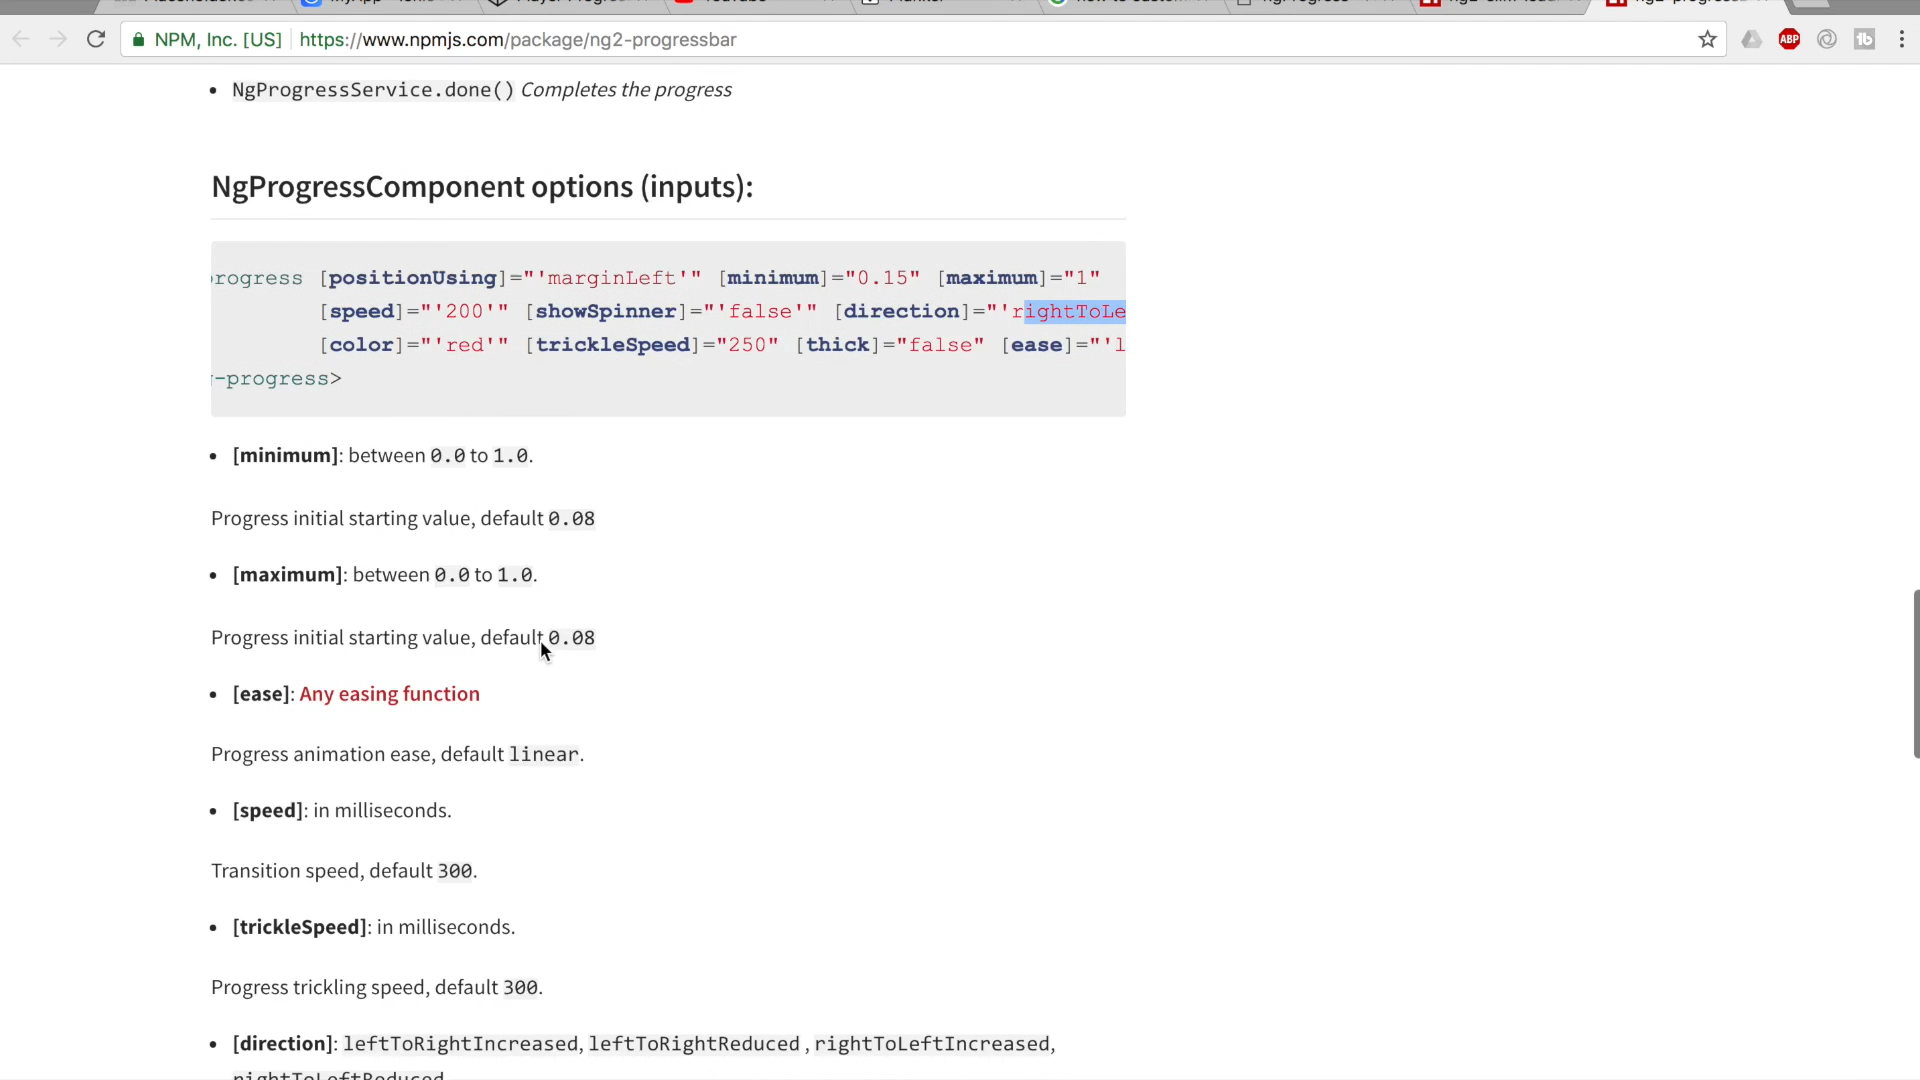 NPM, Inc. [US] https://www.npmjs.com/package/ng2-progressbar
ABP
NgProgressService.done() Completes the progress
NgProgressComponent options (inputs):
rogress [positionUsing]="'marginLeft'" [minimum]="0.15" [maximum]="1"
[speed]="'200'" [showSpinner]="'false'" [direction]="'rightToLe
[color]="'red'" [trickleSpeed]="250" [thick]="false" [ease]="'l
-progress>
[minimum]: between 0.0 to 1.0.
Progress initial starting value, default 0.08
[maximum]: between 0.0 to 1.0.
Progress initial starting value, default 0.08
[ease]: Any easing function
Progress animation ease, default linear.
[speed]: in milliseconds.
Transition speed, default 300.
[trickleSpeed]: in milliseconds.
Progress trickling speed, default 300.
[direction]: leftToRightIncreased, leftToRightReduced , rightToLeftIncreased,
rightToLeftReduced